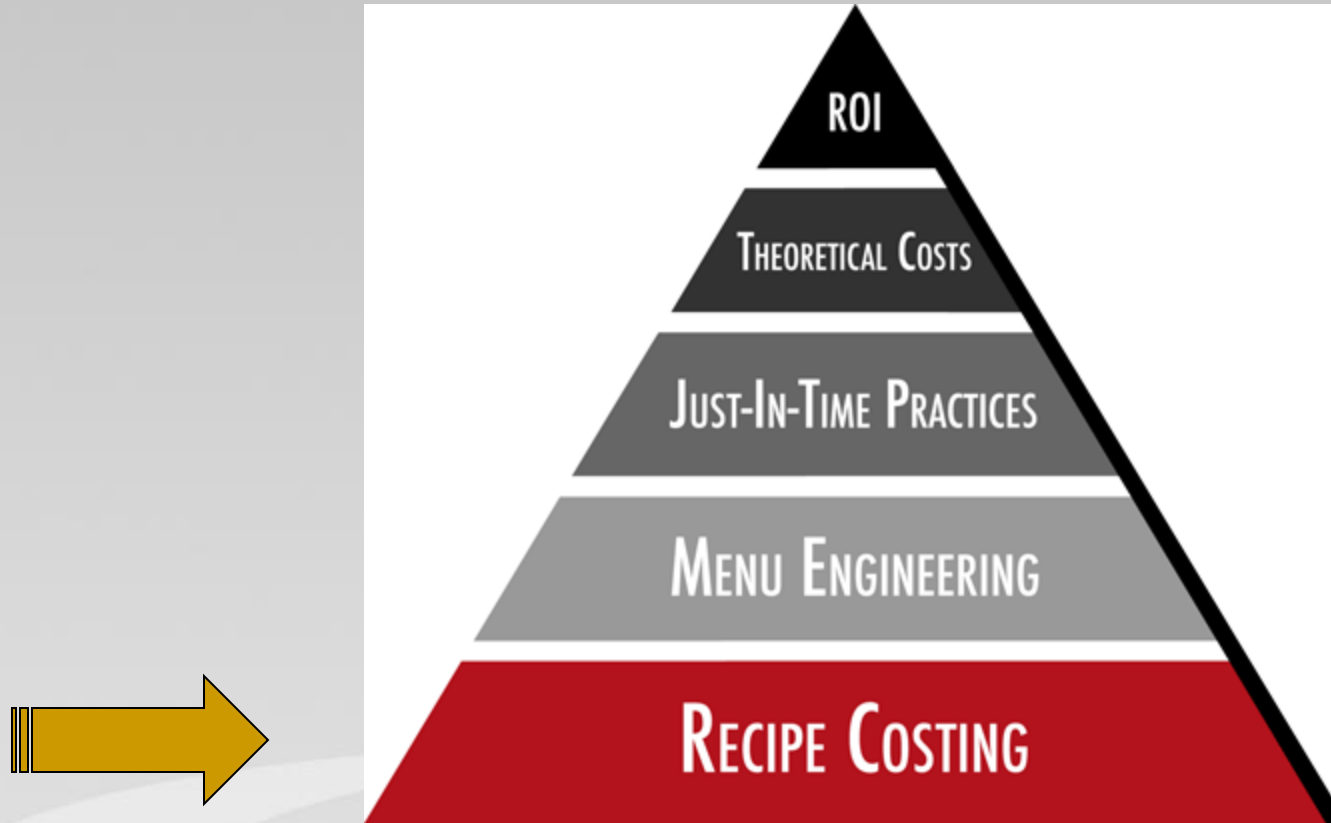 ROI
Theoretical Costs
Just-In-Time Practices
Menu Engineering
Recipe Costing